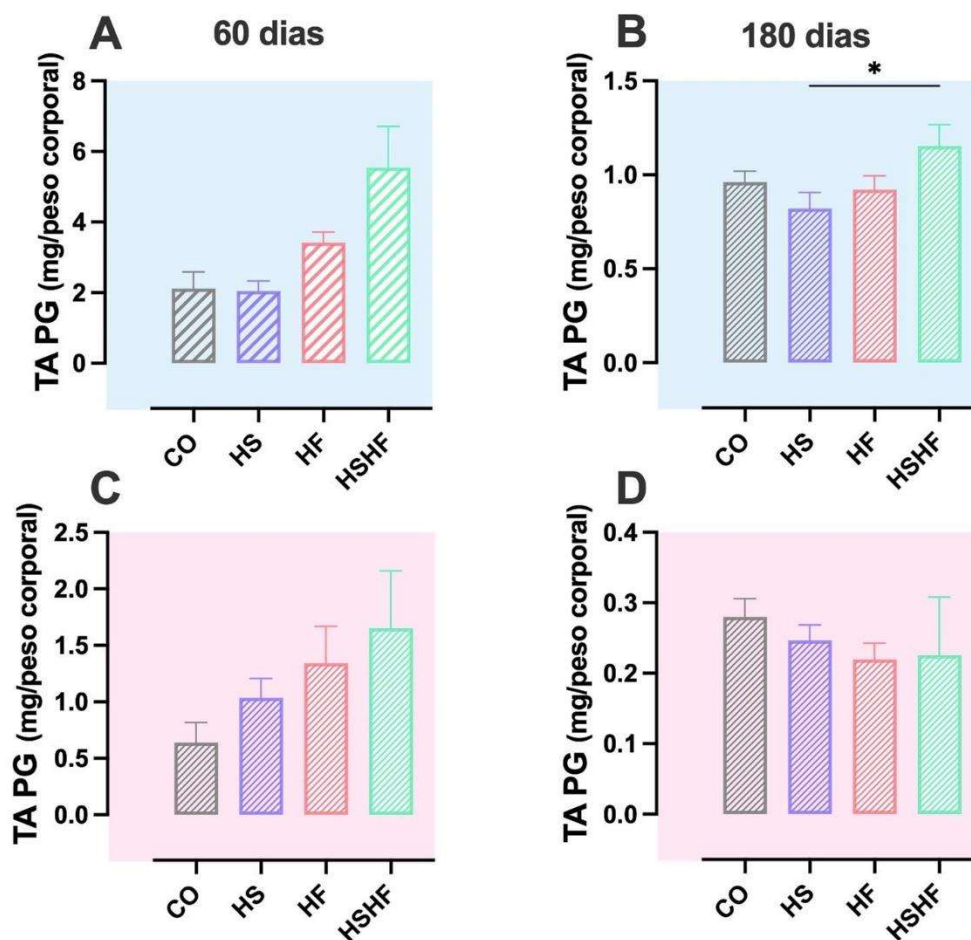 A
60 dias
TA PG (mg/peso corporal)
8
6
4
2
0
CO
HS
HF
HSHF
B
180 dias
TA PG (mg/peso corporal)
1.5
1.0
0.5
0.0
*
CO
HS
HF
HSHF
C
TA PG (mg/peso corporal)
2.5
2.0
1.5
1.0
0.5
0.0
CO
HS
HF
HSHF
D
TA PG (mg/peso corporal)
0.4
0.3
0.2
0.1
0.0
CO
HS
HF
HSHF